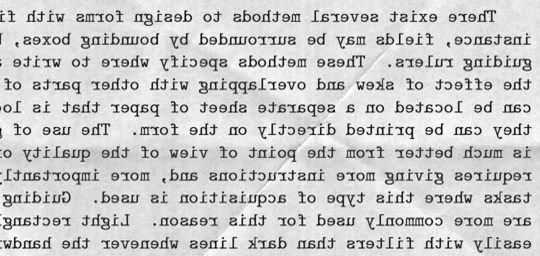 There exist several methods to design forms with fi
instance, fields may be surrounded by bounding boxes,
guiding rulers. These methods specify where to write
the effect of skew and overlapping with other parts of
can be located on a separate sheet of paper that is lo
they can be printed directly on the form. The use of
is much better from the point of view of the quality o
requires giving more instructions and, more importantly
tasks where this type of acquisition is used. Guiding
are more commonly used for this reason. Light rectangl
easily with filters than dark lines whenever the handw